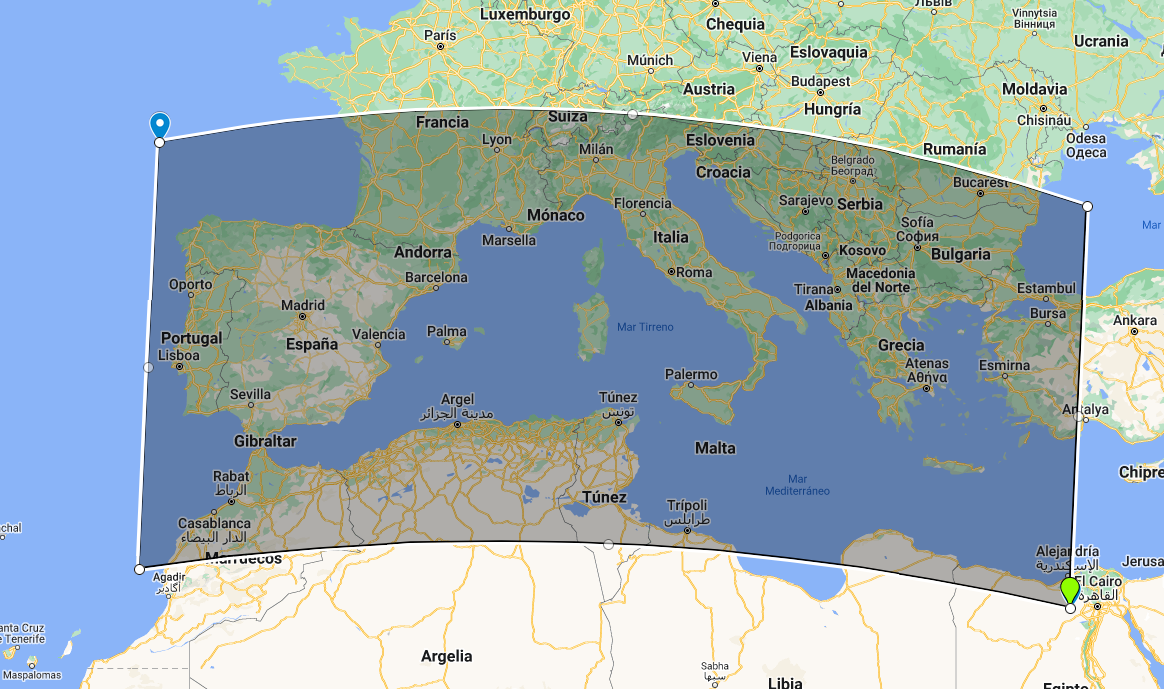 Luxemburgo
Chequia
Львів
Vinnytsia
Вінниця
Ucrania
París
Múnich
Viena
Eslovaquia
Budapest
Austria
Hungría
Moldavia
Chisináu
Odesa
Одеса
Francia
Suiza
Lyon
Milán
Eslovenia
Croacia
Rumanía
Belgrado
Београд
Bucarest
Mónaco
Florencia
Sarajevo
Serbia
Marsella
Andorra
Italia
Podgorica
Подгорица
Kosovo
Sofía
София
Bulgaria
Mar
Barcelona
Roma
Macedonia
del Norte
Oporto
Madrid
Tirana
Albania
Estambul
Bursa
Ankara
Portugal
Lisboa
España
Valencia
Palma
Mar Tirreno
Grecia
Atenas
Αθήνα
Esmirna
Sevilla
Palermo
Argel
مدينة الجزائر
Túnez
تونس
Antalya
Gibraltar
Malta
Chipre
Rabat
الرباط
Túnez
Mar
Mediterráneo
Casablanca
الدار البيضاء
Trípoli
طرابلس
Marruecos
Agadir
أكادير
Alejandría
الإسكندرية
Jerusa
El Cairo
القاهرة
chal
anta Cruz
e Tenerife
Maspalomas
Argelia
Sabha
سبها
Libia
Egipto